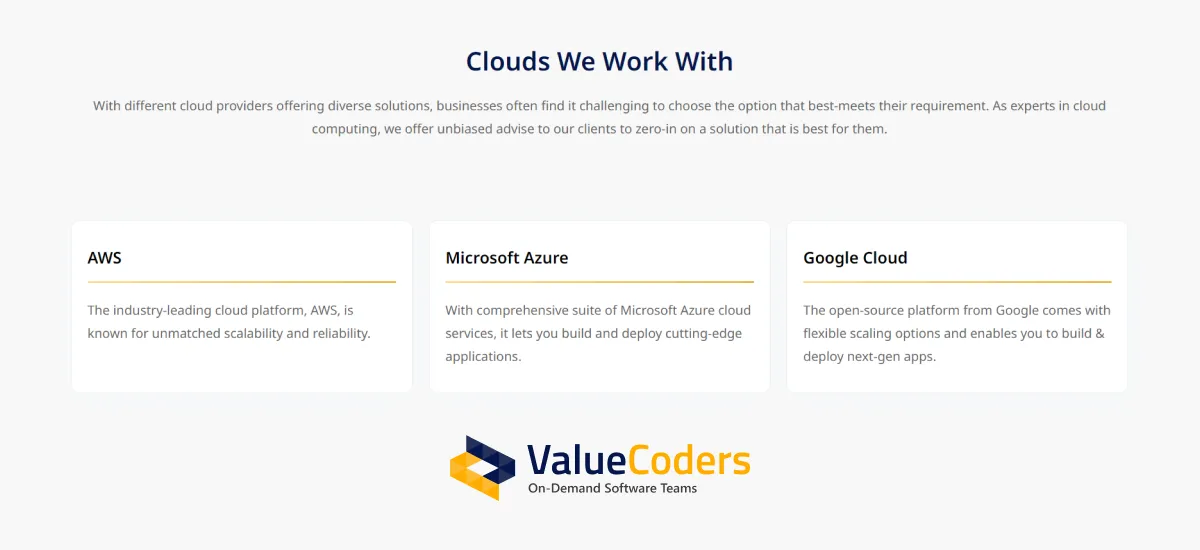 Clouds We Work With
With different cloud providers offering diverse solutions, businesses often find it challenging to choose the option that best-meets their requirement. As experts in cloud
computing, we offer unbiased advise to our clients to zero-in on a solution that is best for them.
AWS
The industry-leading cloud platform, AWS, is
known for unmatched scalability and reliability.
Microsoft Azure
With comprehensive suite of Microsoft Azure cloud
services, it lets you build and deploy cutting-edge
applications.
Google Cloud
The open-source platform from Google comes with
flexible scaling options and enables you to build &
deploy next-gen apps.
ValueCoders
On-Demand Software Teams